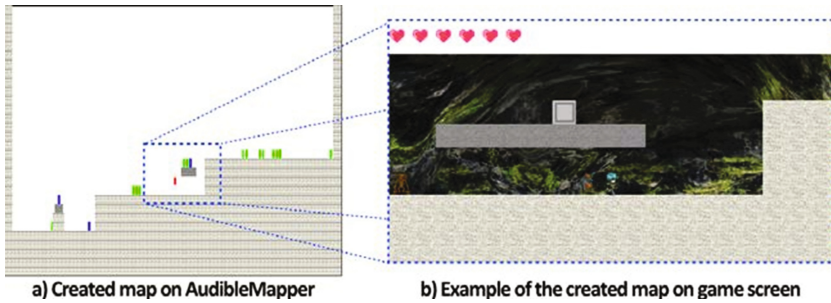 a) Created map on AudibleMapper
b) Example of the created map on game screen